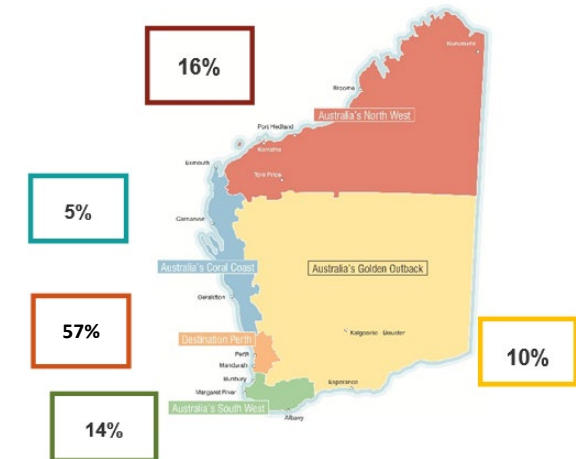 16%
Kununurra
Broome
Australia's North West
Port Hedland
Karratha
Exmouth
Tom Price
5%
Carnarvon
Australia's Coral Coast
Australia's Golden Outback
Geraldton
57%
Destination Perth
Kalgoorlie - Boulder
10%
Perth
Mandurah
Bunbury
Esperance
Margaret River
Australia's South West
Albany
14%